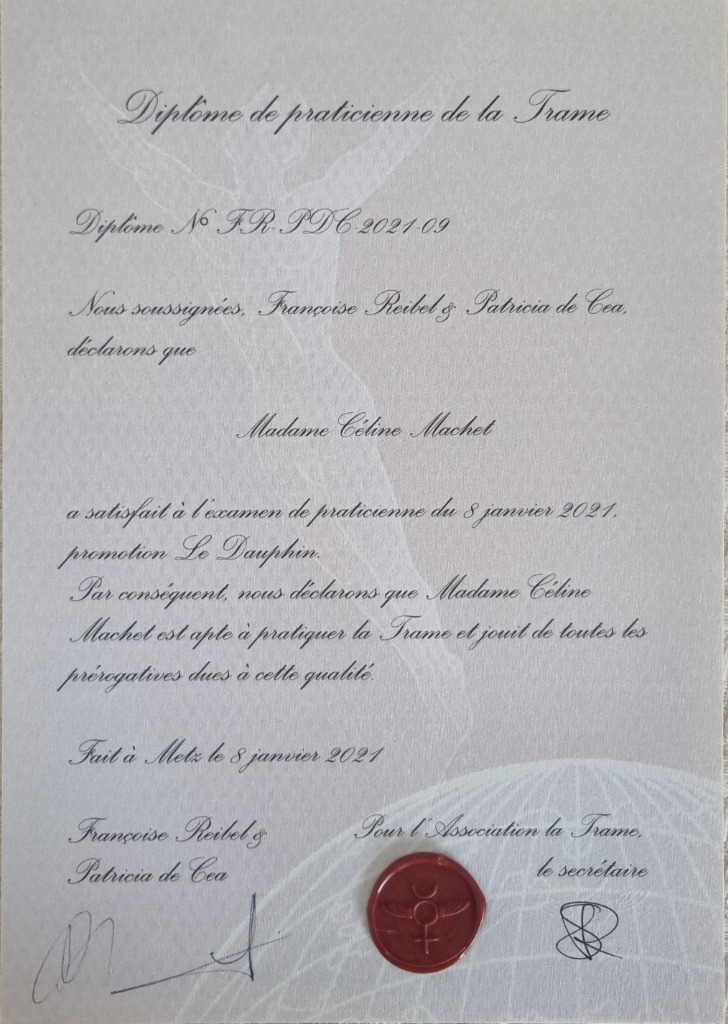 Diplôme de praticienne de la Trame
Diplôme N° FR-PDC-2021-09
Nous soussignées, Françoise Reibel & Patricia de Cea,
déclarons que
Madame Céline Machet
a satisfait à l'examen de praticienne du 8 janvier 2021,
promotion Le Dauphin.
Par conséquent, nous déclarons que Madame Céline
Machet est apte à pratiquer la Trame et jouit de toutes les
prérogatives dues à cette qualité.
Fait à Metz le 8 janvier 2021
Françoise Reibel &
Patricia de Cea
Pour l'Association la Trame,
le secrétaire